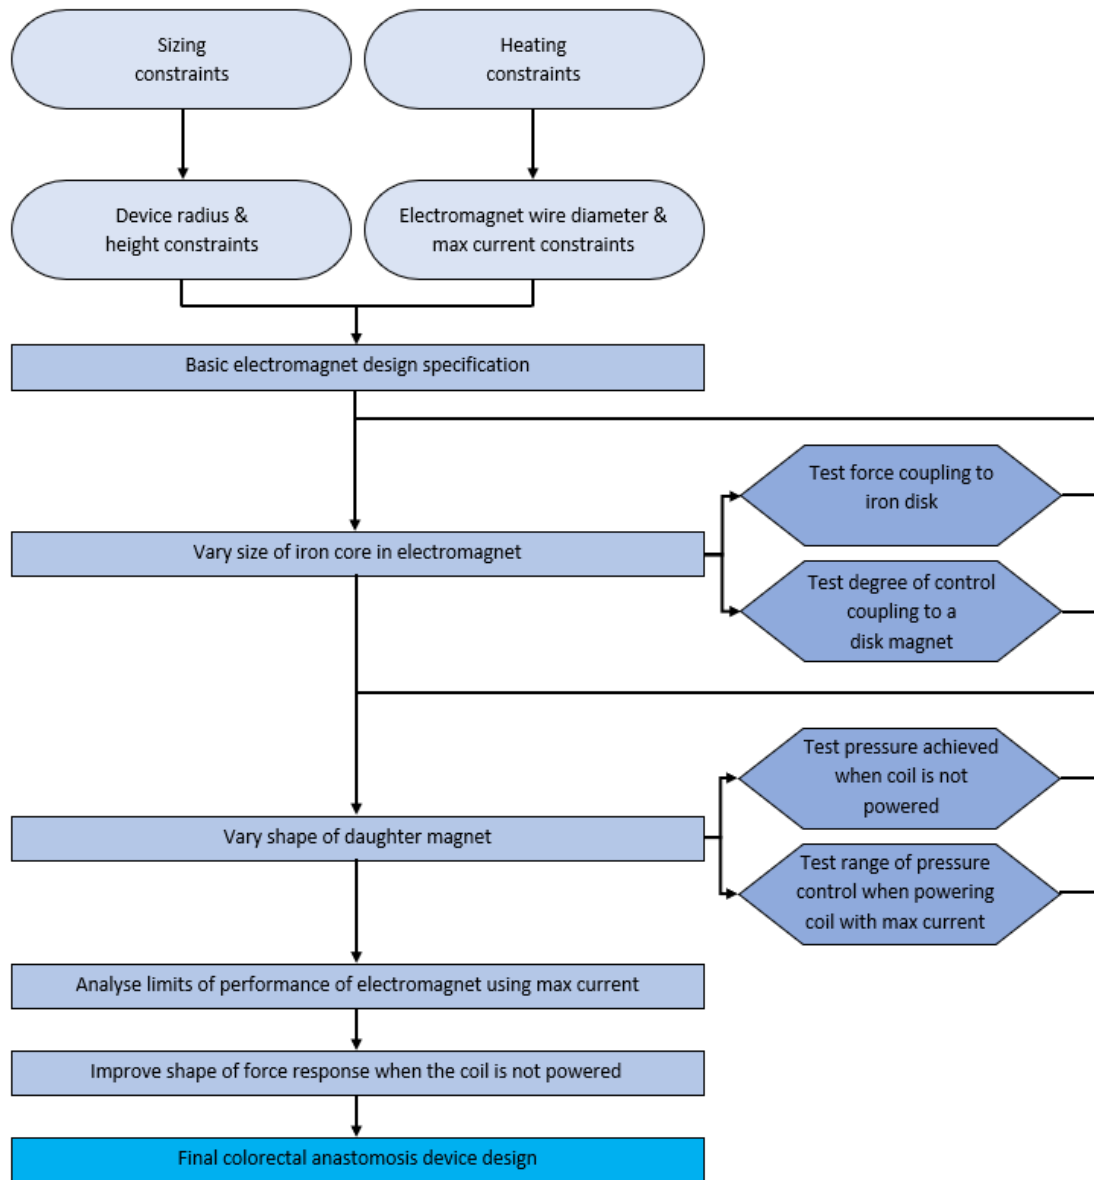 Sizing
constraints
Heating
constraints
Device radius &
height constraints
Electromagnet wire diameter &
max current constraints
Basic electromagnet design specification
Test force coupling to
iron disk
Vary size of iron core in electromagnet
Test degree of control
coupling to a
disk magnet
Test pressure achieved
when coil is not
powered
Vary shape of daughter magnet
Test range of pressure
control when powering
coil with max current
Analyse limits of performance of electromagnet using max current
Improve shape of force response when the coil is not powered
Final colorectal anastomosis device design